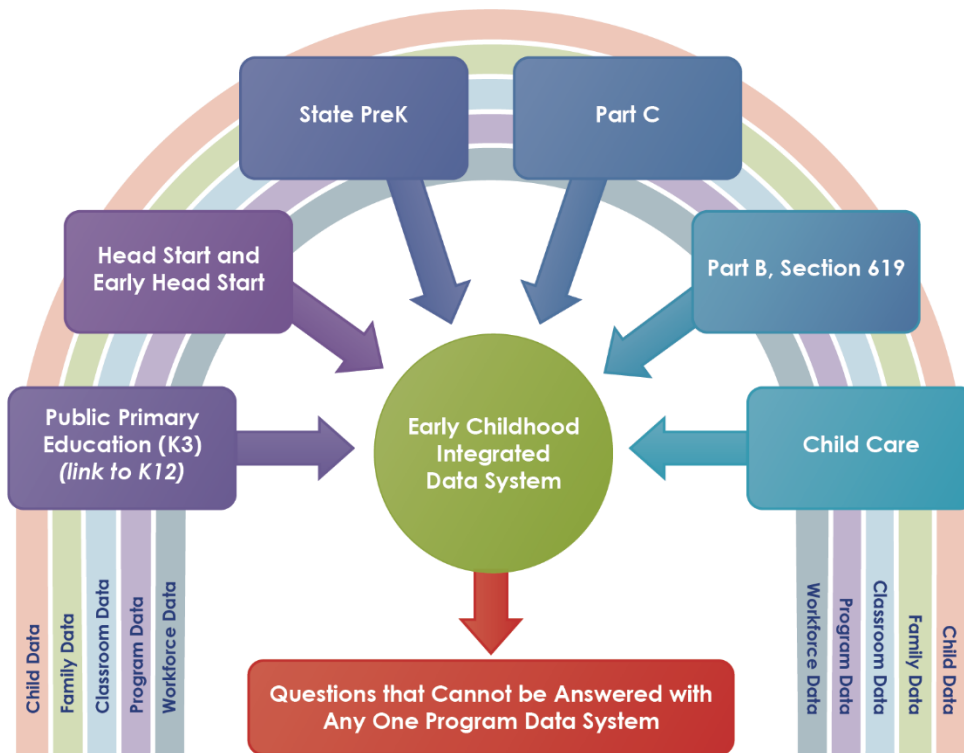 State PreK
Part C
Head Start and
Early Head Start
Part B, Section 619
Public Primary
Education (K3)
(link to K12)
Early Childhood
Integrated
Data System
Child Care
Child Data
Family Data
Classroom Data
Program Data
Workforce Data
Workforce Data
Program Data
Classroom Data
Family Data
Child Data
Questions that Cannot be Answered with
Any One Program Data System